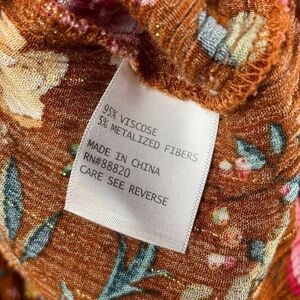 95% VISCOSE
5% METALIZED FIBERS
MADE IN CHINA
RN#88820
CARE SEE REVERSE